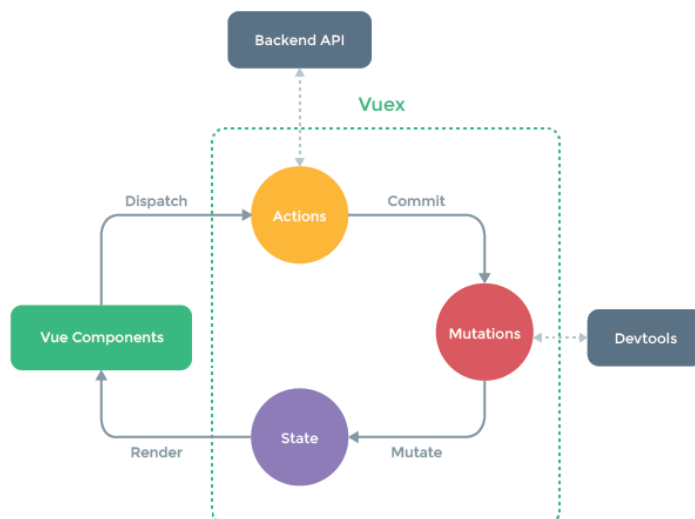 Backend API
Vuex
Dispatch
Actions
Commit
Vue Components
Mutations
Devtools
State
Render
Mutate